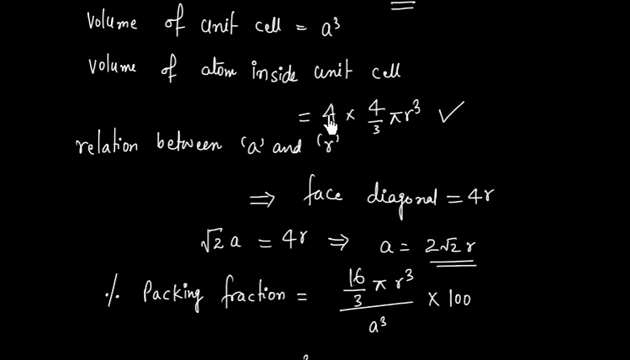 Volume of unit cell = a³
Volume of atom inside unit cell
= 4 × 4/3 πr³ ✓
relation between 'a' and 'r'
⟹ face diagonal = 4r
√2 a = 4r ⟹ a = 2√2 r
% Packing fraction = (16/3 π r³)/a³ × 100